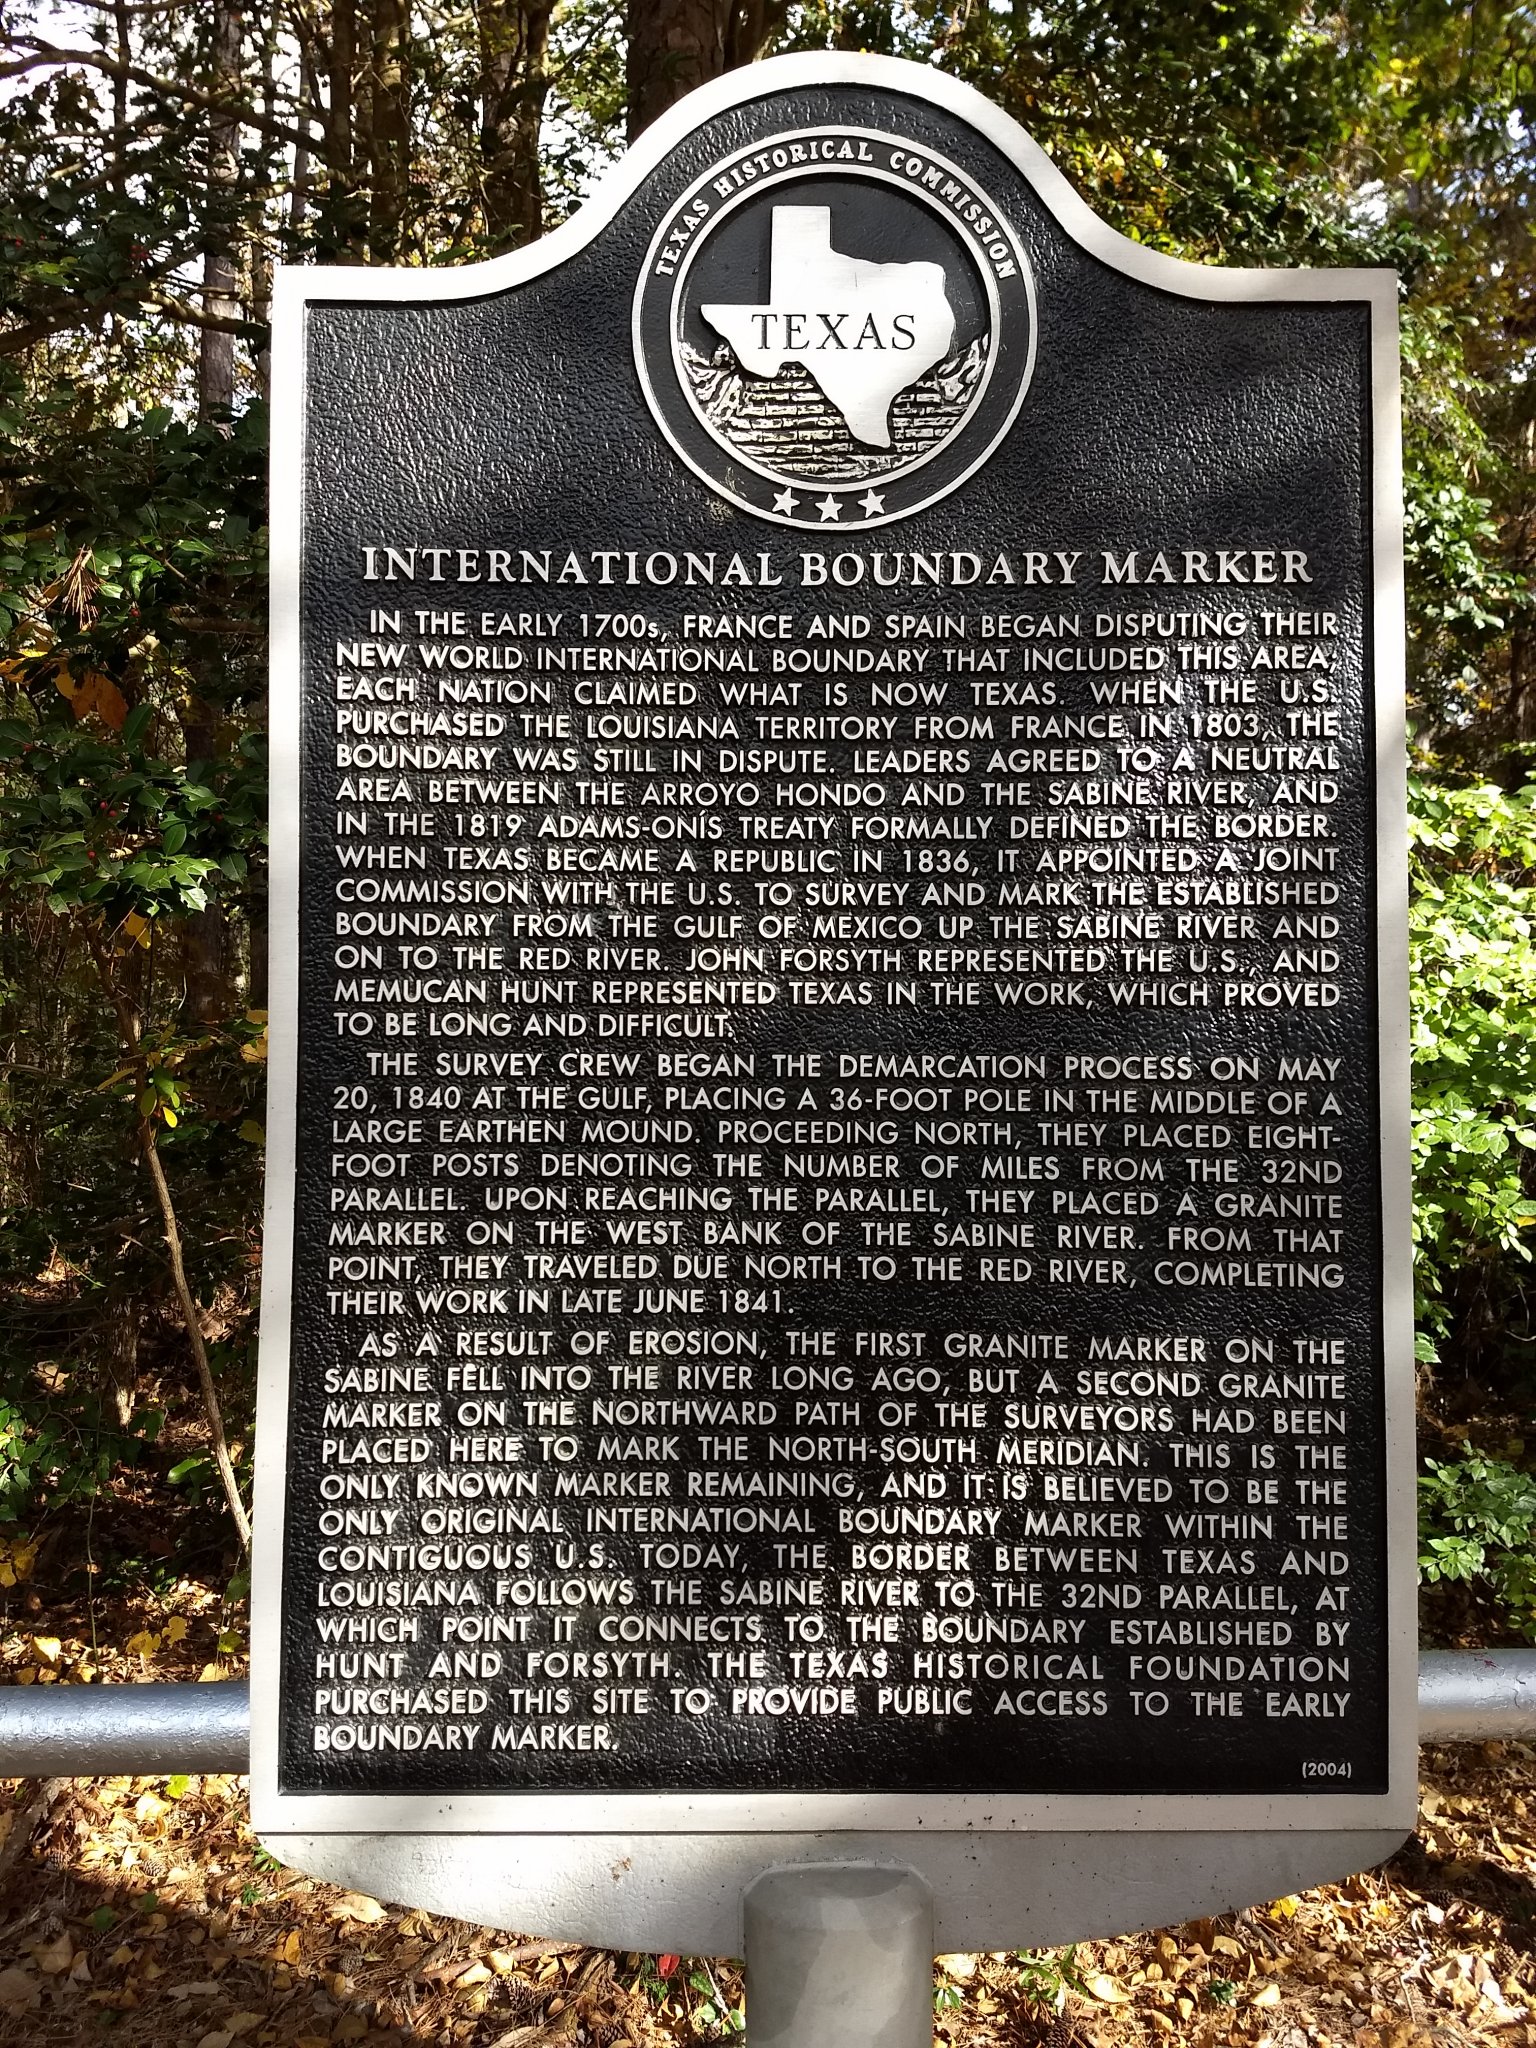 TEXAS HISTORICAL COMMISSION
TEXAS
INTERNATIONAL BOUNDARY MARKER
IN THE EARLY 1700s, FRANCE AND SPAIN BEGAN DISPUTING THEIR
NEW WORLD INTERNATIONAL BOUNDARY THAT INCLUDED THIS AREA;
EACH NATION CLAIMED WHAT IS NOW TEXAS. WHEN THE U.S.
PURCHASED THE LOUISIANA TERRITORY FROM FRANCE IN 1803, THE
BOUNDARY WAS STILL IN DISPUTE. LEADERS AGREED TO A NEUTRAL
AREA BETWEEN THE ARROYO HONDO AND THE SABINE RIVER, AND
IN THE 1819 ADAMS-ONÍS TREATY FORMALLY DEFINED THE BORDER.
WHEN TEXAS BECAME A REPUBLIC IN 1836, IT APPOINTED A JOINT
COMMISSION WITH THE U.S. TO SURVEY AND MARK THE ESTABLISHED
BOUNDARY FROM THE GULF OF MEXICO UP THE SABINE RIVER AND
ON TO THE RED RIVER. JOHN FORSYTH REPRESENTED THE U.S., AND
MEMUCAN HUNT REPRESENTED TEXAS IN THE WORK, WHICH PROVED
TO BE LONG AND DIFFICULT.
THE SURVEY CREW BEGAN THE DEMARCATION PROCESS ON MAY
20, 1840 AT THE GULF, PLACING A 36-FOOT POLE IN THE MIDDLE OF A
LARGE EARTHEN MOUND. PROCEEDING NORTH, THEY PLACED EIGHT-
FOOT POSTS DENOTING THE NUMBER OF MILES FROM THE 32ND
PARALLEL. UPON REACHING THE PARALLEL, THEY PLACED A GRANITE
MARKER ON THE WEST BANK OF THE SABINE RIVER. FROM THAT
POINT, THEY TRAVELED DUE NORTH TO THE RED RIVER, COMPLETING
THEIR WORK IN LATE JUNE 1841.
AS A RESULT OF EROSION, THE FIRST GRANITE MARKER ON THE
SABINE FELL INTO THE RIVER LONG AGO, BUT A SECOND GRANITE
MARKER ON THE NORTHWARD PATH OF THE SURVEYORS HAD BEEN
PLACED HERE TO MARK THE NORTH-SOUTH MERIDIAN. THIS IS THE
ONLY KNOWN MARKER REMAINING, AND IT IS BELIEVED TO BE THE
ONLY ORIGINAL INTERNATIONAL BOUNDARY MARKER WITHIN THE
CONTIGUOUS U.S. TODAY, THE BORDER BETWEEN TEXAS AND
LOUISIANA FOLLOWS THE SABINE RIVER TO THE 32ND PARALLEL, AT
WHICH POINT IT CONNECTS TO THE BOUNDARY ESTABLISHED BY
HUNT AND FORSYTH. THE TEXAS HISTORICAL FOUNDATION
PURCHASED THIS SITE TO PROVIDE PUBLIC ACCESS TO THE EARLY
BOUNDARY MARKER.
(2004)